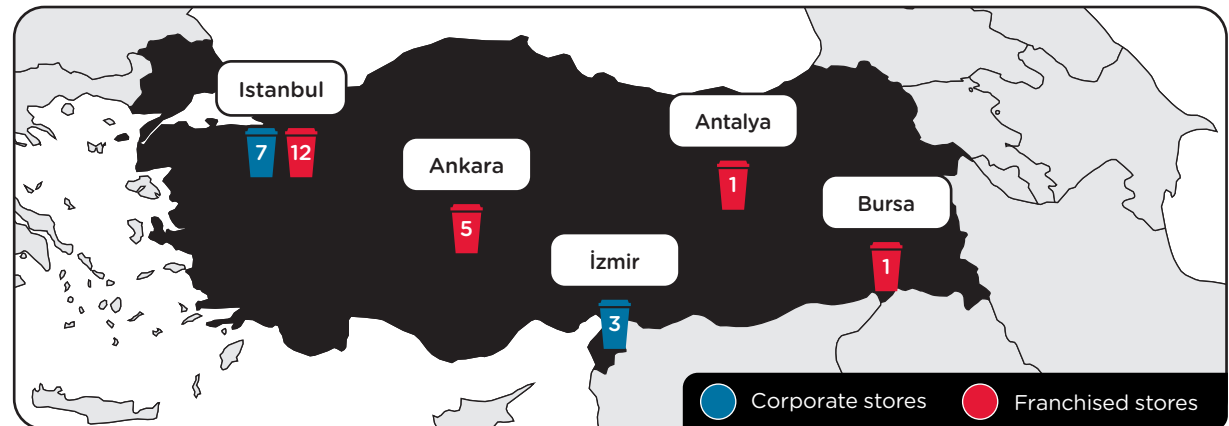 Istanbul
7
12
Ankara
5
Antalya
1
Bursa
1
İzmir
3
Corporate stores
Franchised stores